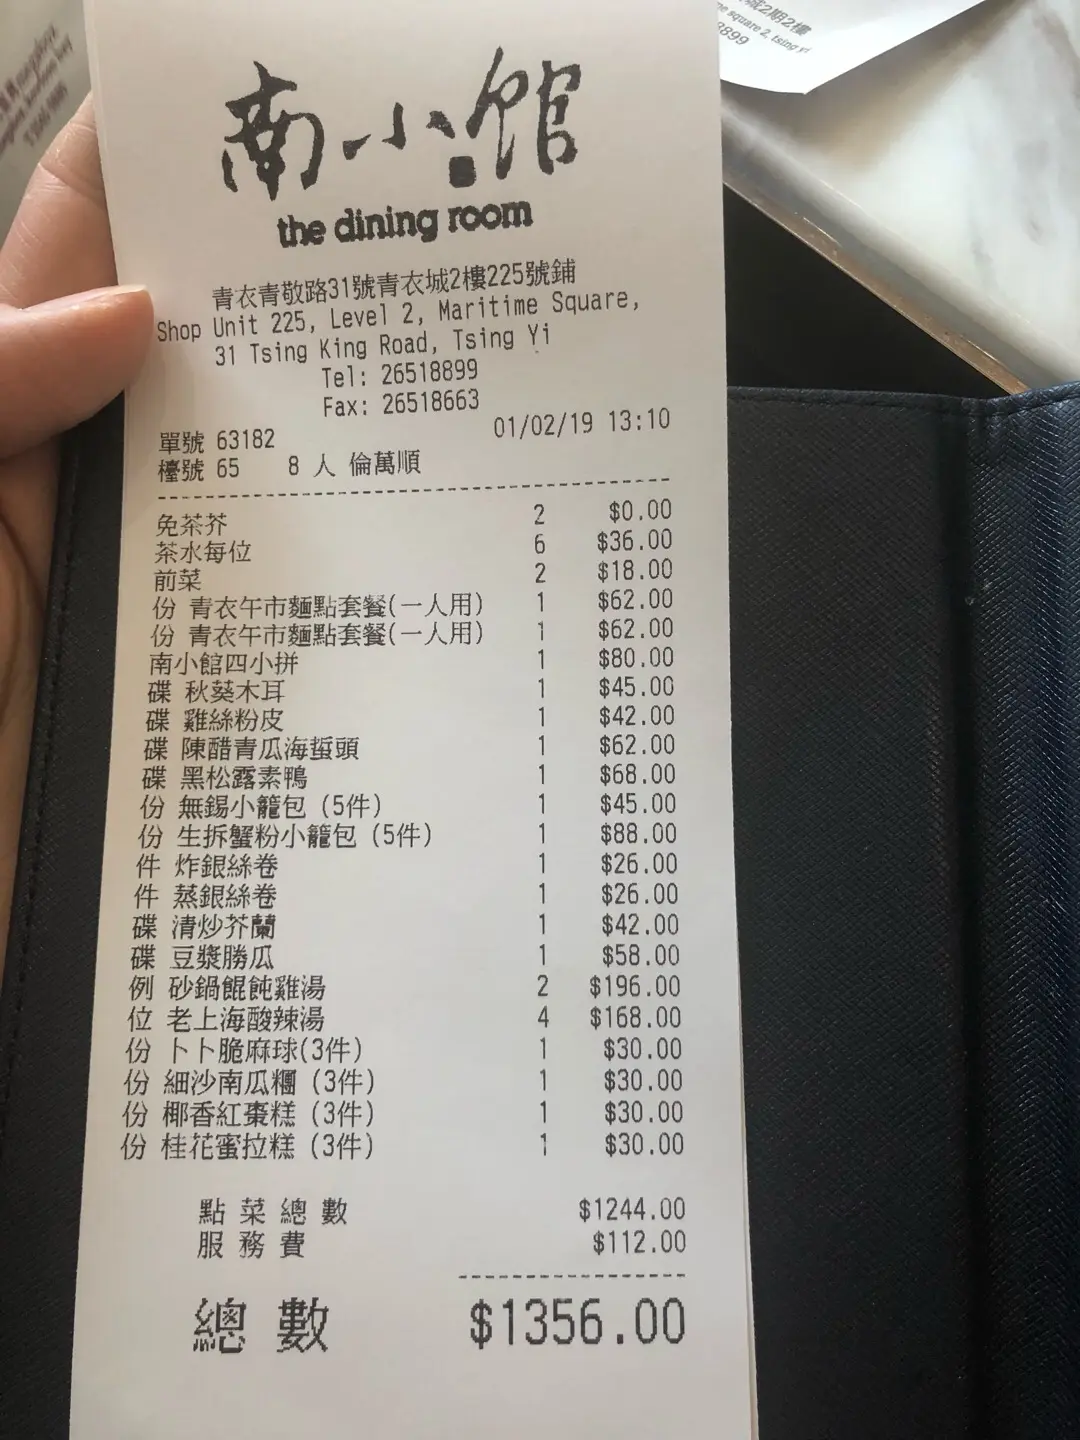 南小館
the dining room
青衣青敬路31號青衣城2樓225號鋪
Shop Unit 225, Level 2, Maritime Square,
31 Tsing King Road, Tsing Yi
Tel: 26518899
Fax: 26518663
單號 63182 01/02/19 13:10
檯號 65 8 人 倫萬順
免茶芥 2 $0.00
茶水每位 6 $36.00
前菜 2 $18.00
份 青衣午市麵點套餐(一人用) 1 $62.00
份 青衣午市麵點套餐(一人用) 1 $62.00
南小館四小拼 1 $80.00
碟 秋葵木耳 1 $45.00
碟 雞絲粉皮 1 $42.00
碟 陳醋青瓜海蜇頭 1 $62.00
碟 黑松露素鴨 1 $68.00
份 無錫小籠包 (5件) 1 $45.00
份 生拆蟹粉小籠包 (5件) 1 $88.00
件 炸銀絲卷 1 $26.00
件 蒸銀絲卷 1 $26.00
碟 清炒芥蘭 1 $42.00
碟 豆漿勝瓜 1 $58.00
例 砂鍋餛飩雞湯 2 $196.00
位 老上海酸辣湯 4 $168.00
份 卜卜脆麻球(3件) 1 $30.00
份 細沙南瓜糰 (3件) 1 $30.00
份 椰香紅棗糕 (3件) 1 $30.00
份 桂花蜜拉糕 (3件) 1 $30.00
點菜總數 $1244.00
服務費 $112.00
總數 $1356.00
城2期2樓
square 2, tsing yi
8899